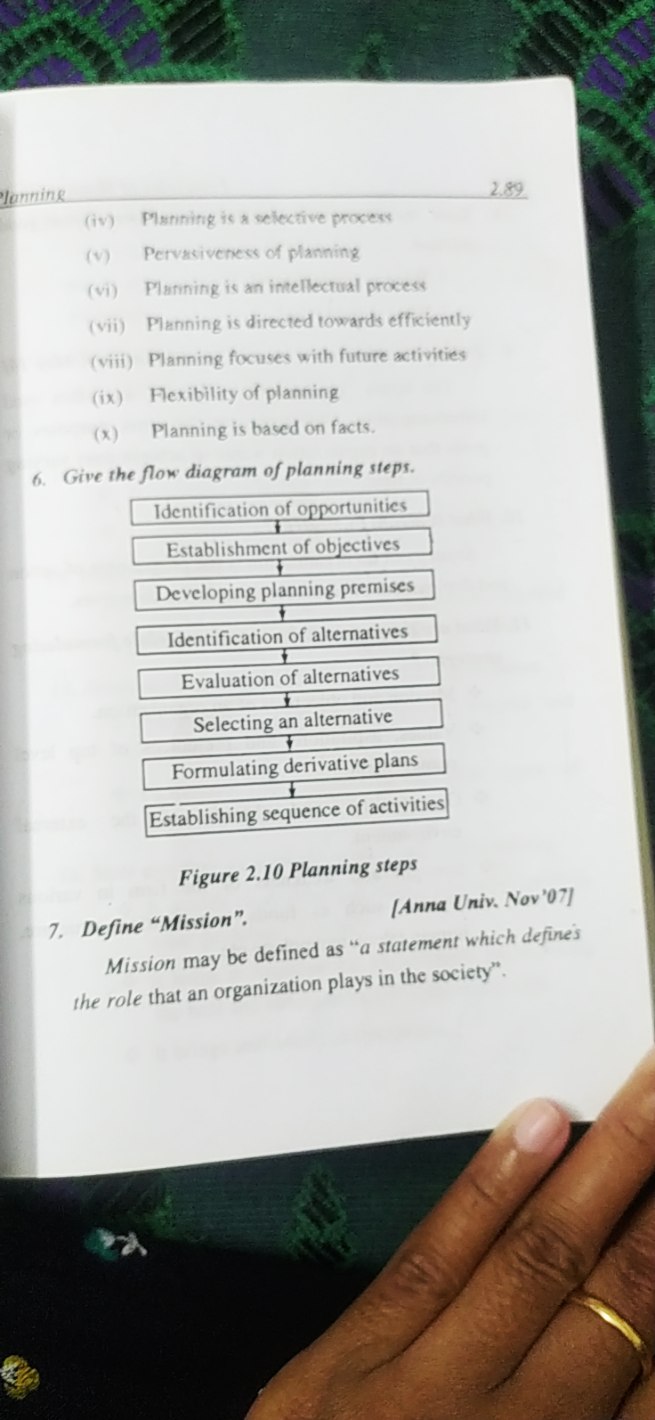 Planning 2.89
(iv) Planning is a selective process
(v) Pervasiveness of planning
(vi) Planning is an intellectual process
(vii) Planning is directed towards efficiently
(viii) Planning focuses with future activities
(ix) Flexibility of planning
(x) Planning is based on facts.
6. Give the flow diagram of planning steps.
Identification of opportunities
Establishment of objectives
Developing planning premises
Identification of alternatives
Evaluation of alternatives
Selecting an alternative
Formulating derivative plans
Establishing sequence of activities
Figure 2.10 Planning steps
7. Define “Mission”. [Anna Univ. Nov’07]
Mission may be defined as “a statement which defines
the role that an organization plays in the society”.